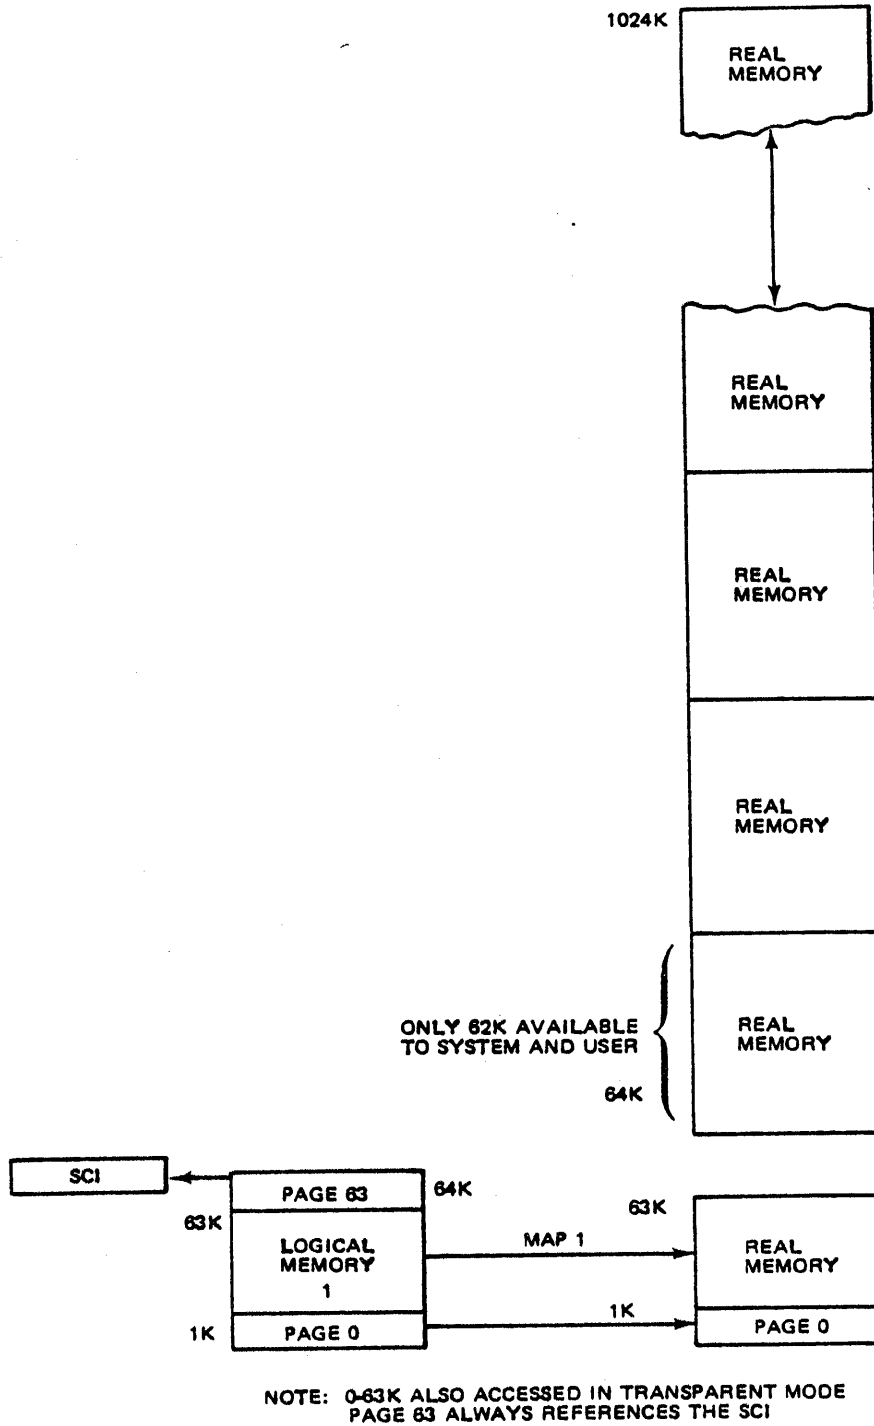 1024K
REAL
MEMORY
REAL
MEMORY
REAL
MEMORY
REAL
MEMORY
ONLY 62K AVAILABLE
TO SYSTEM AND USER
REAL
MEMORY
64K
SCI
PAGE 63
64K
63K
63K
LOGICAL
MEMORY
1
MAP 1
REAL
MEMORY
1K
PAGE 0
1K
PAGE 0
NOTE: 0-63K ALSO ACCESSED IN TRANSPARENT MODE
PAGE 63 ALWAYS REFERENCES THE SCI